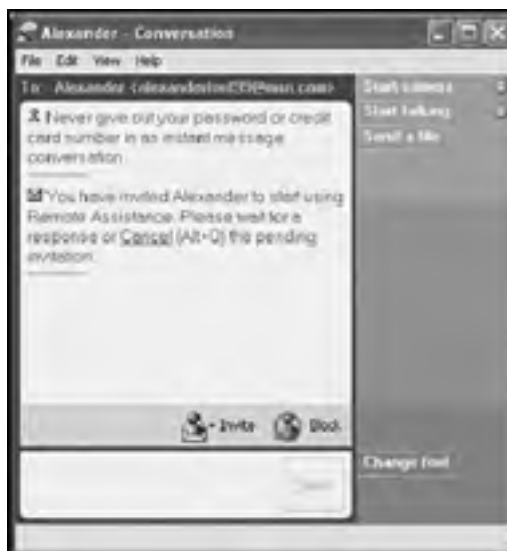 Alexander - Conversation
File Edit View Help
To: Alexander
Start camera
Start talking
Send a file
Never give out your password or credit
card number in an instant message
conversation.
You have invited Alexander to start using
Remote Assistance. Please wait for a
response or Cancel (Alt+Q) the pending
invitation.
Invite Block
Change font
Send